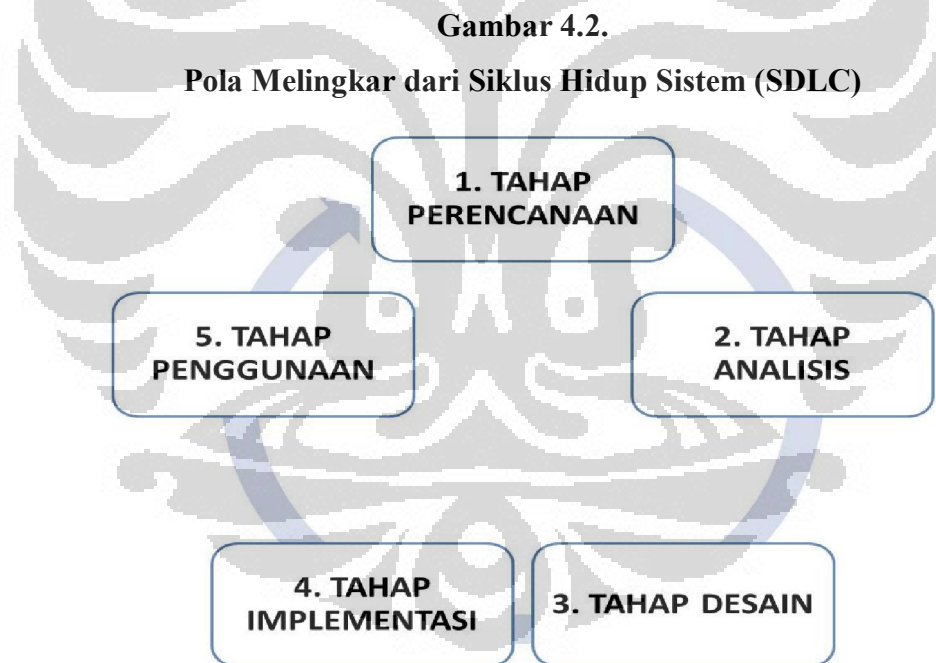 Gambar 4.2.
Pola Melingkar dari Siklus Hidup Sistem (SDLC)
1. TAHAP
PERENCANAAN
2. TAHAP
ANALISIS
3. TAHAP DESAIN
4. TAHAP
IMPLEMENTASI
5. TAHAP
PENGGUNAAN